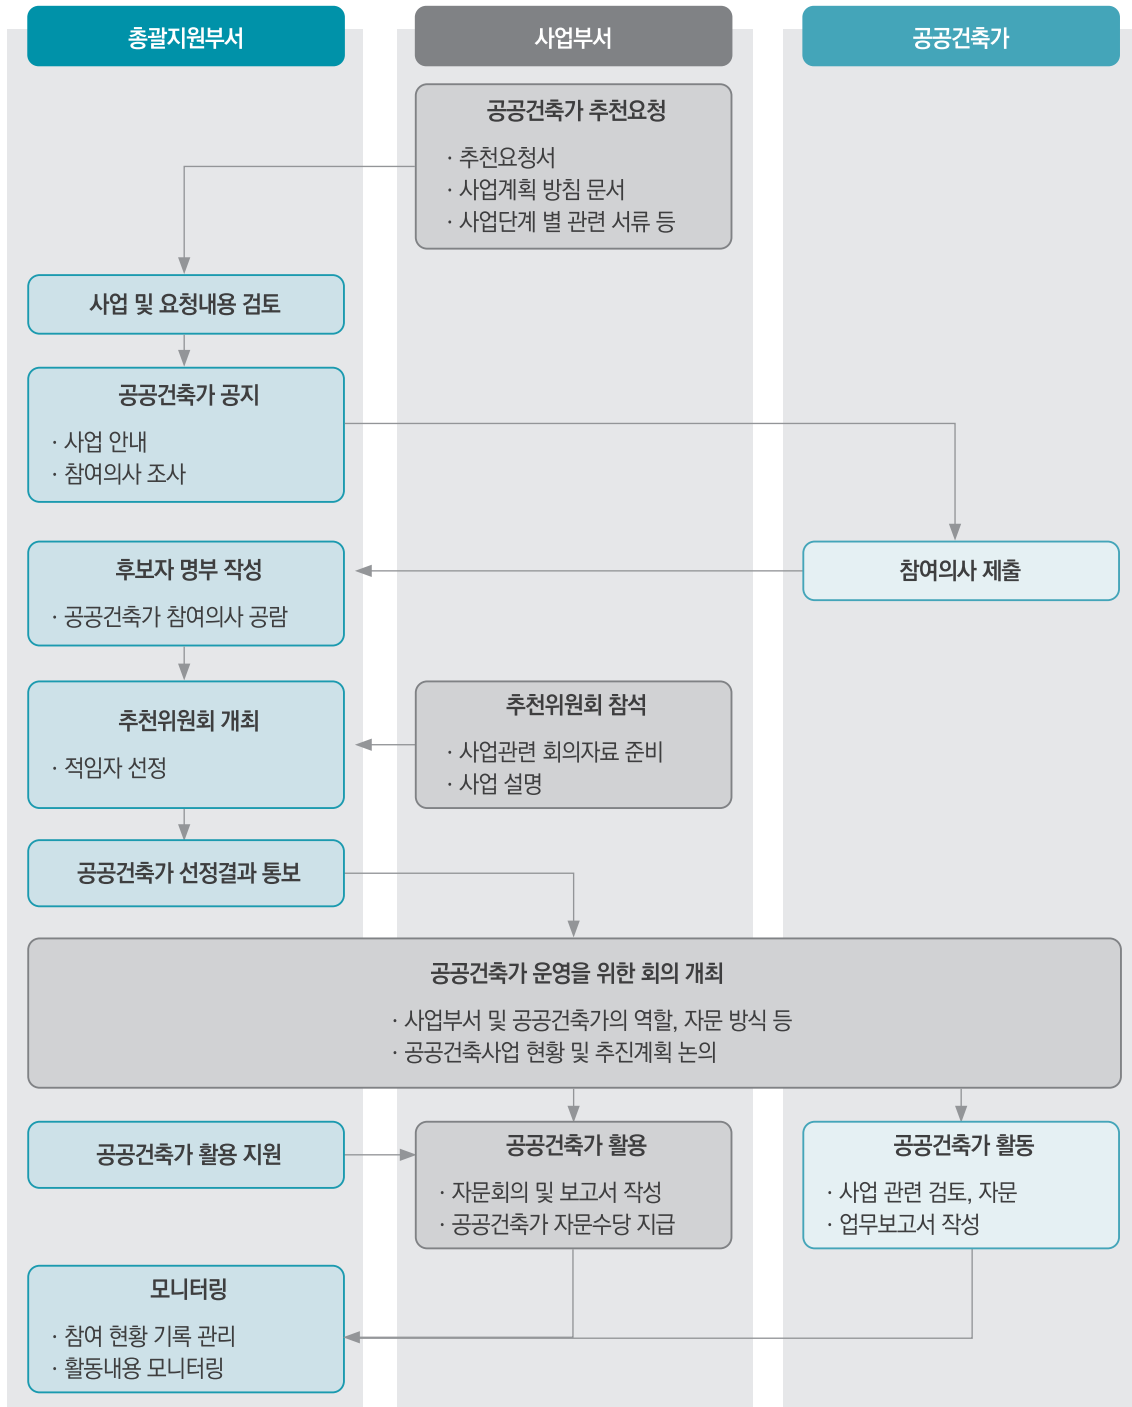 총괄지원부서
사업부서
공공건축가
공공건축가 추천요청
· 추천요청서
· 사업계획 방침 문서
· 사업단계 별 관련 서류 등
사업 및 요청내용 검토
공공건축가 공지
· 사업 안내
· 참여의사 조사
후보자 명부 작성
· 공공건축가 참여의사 공람
참여의사 제출
추천위원회 개최
· 적임자 선정
추천위원회 참석
· 사업관련 회의자료 준비
· 사업 설명
공공건축가 선정결과 통보
공공건축가 운영을 위한 회의 개최
· 사업부서 및 공공건축가의 역할, 자문 방식 등
· 공공건축사업 현황 및 추진계획 논의
공공건축가 활용 지원
공공건축가 활용
· 자문회의 및 보고서 작성
· 공공건축가 자문수당 지급
공공건축가 활동
· 사업 관련 검토, 자문
· 업무보고서 작성
모니터링
· 참여 현황 기록 관리
· 활동내용 모니터링